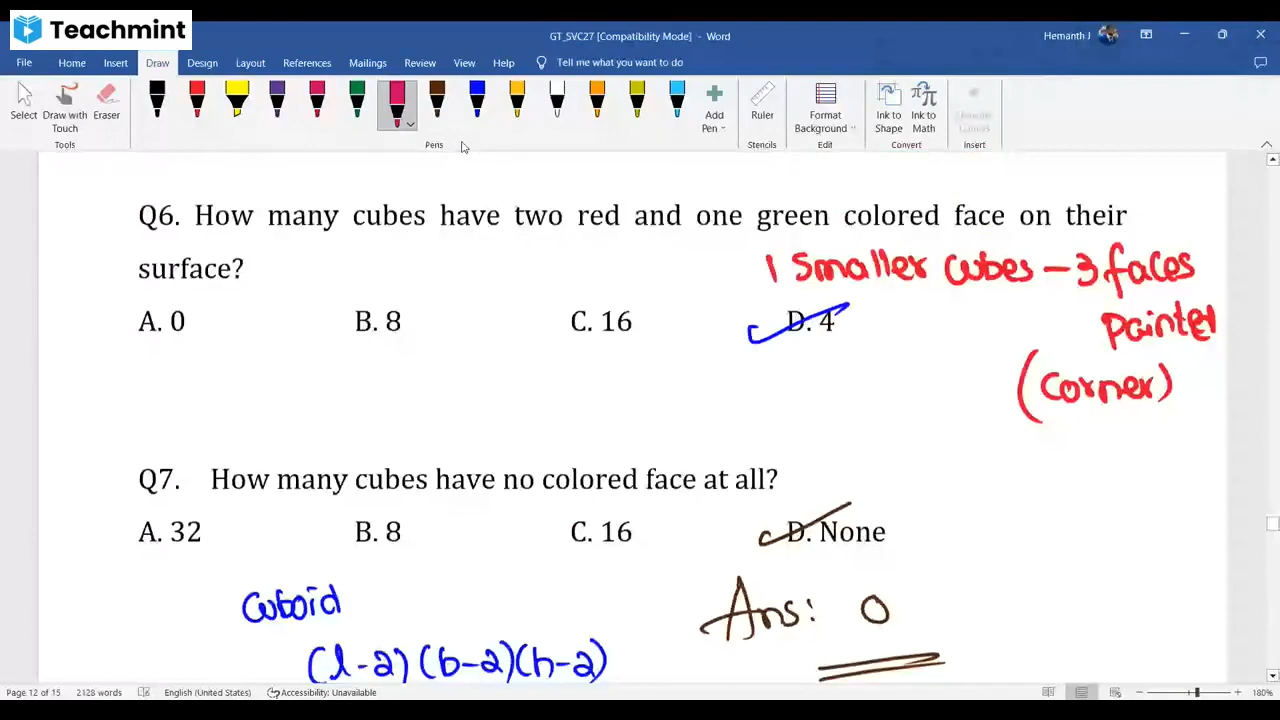 Teachmint
GT_SVC27 [Compatibility Mode] - Word
Hemanth J
File Home Insert Draw Design Layout References Mailings Review View Help Tell me what you want to do
Select
Draw with Touch
Eraser
Add Pen
Ruler
Format Background
Ink to Shape
Ink to Math
Tools
Pens
Stencils
Edit
Convert
Insert
Q6. How many cubes have two red and one green colored face on their
surface?
1 Smaller cubes – 3 faces
painted
(corner)
A. 0 B. 8 C. 16 D. 4
Q7. How many cubes have no colored face at all?
A. 32 B. 8 C. 16 D. None
cuboid
Ans: 0
(l-2)(b-2)(h-2)
Page 12 of 15 2128 words English (United States) Accessibility: Unavailable 180%